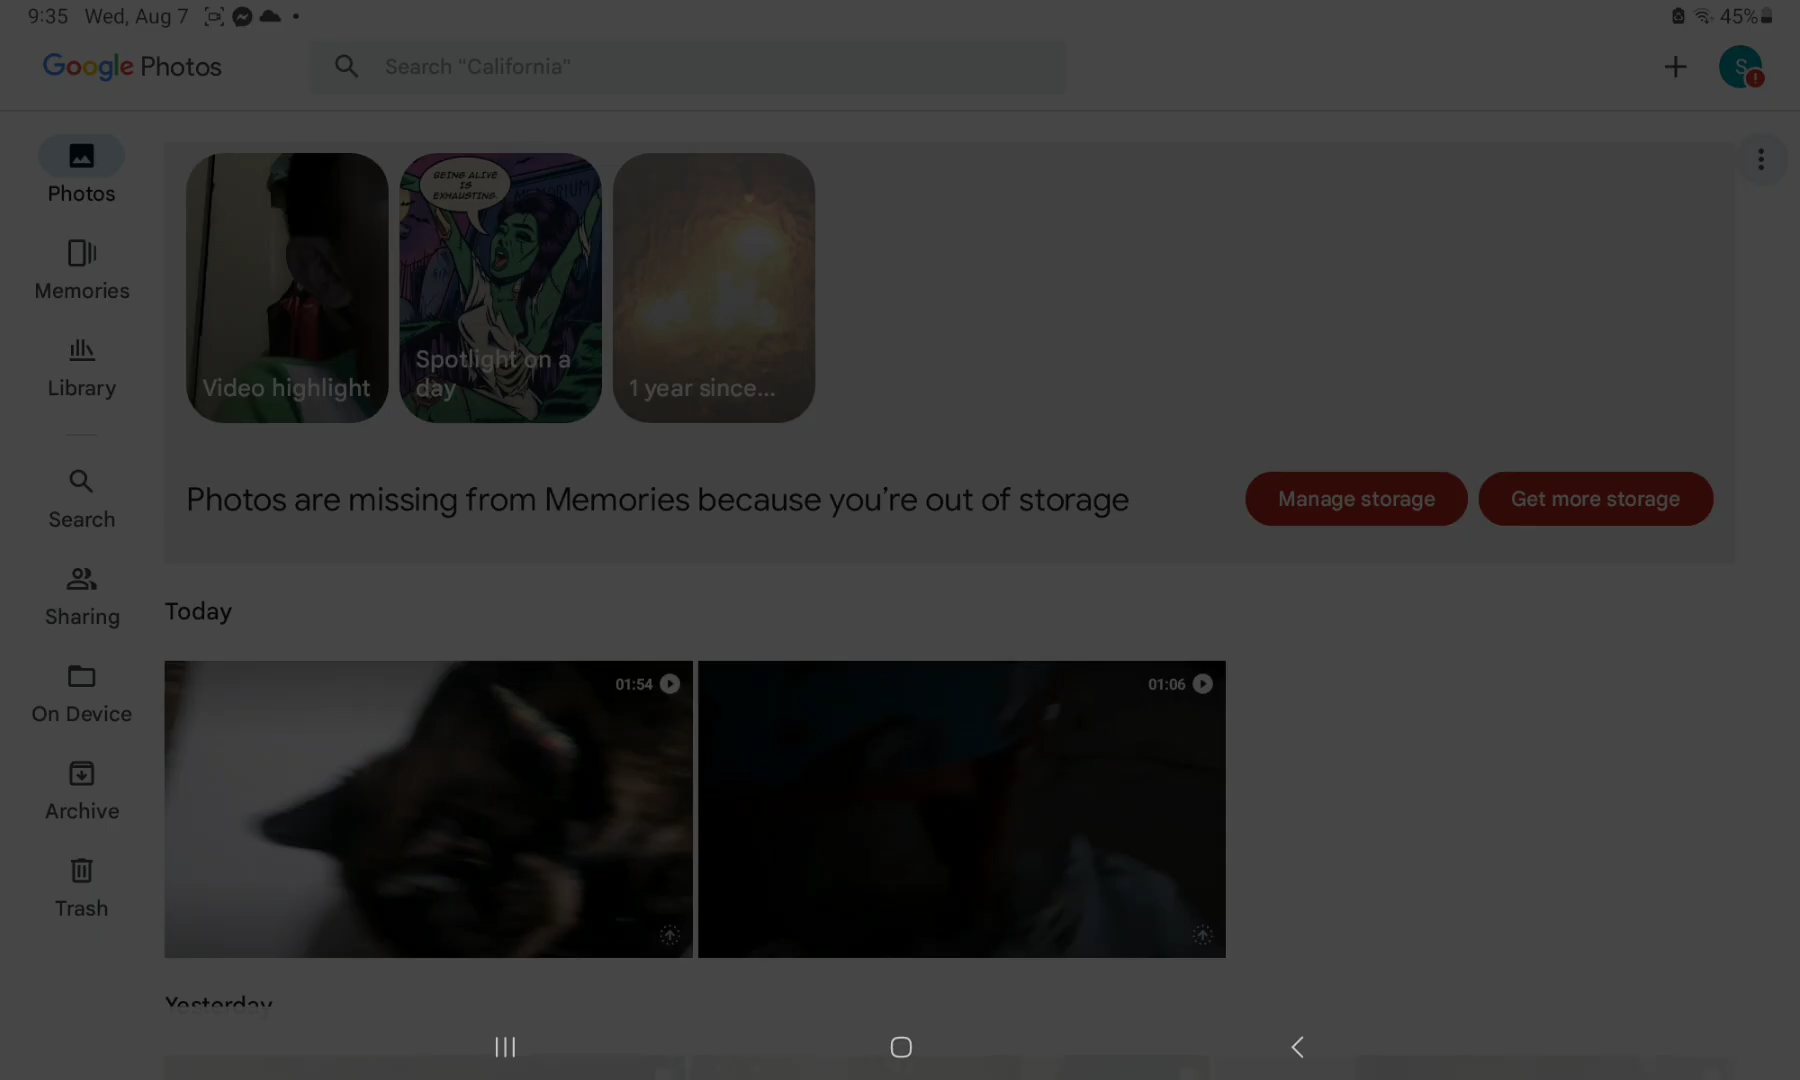 9:35 Wed, Aug 7
45%
Google Photos
Search "California"
S
Photos
Memories
Library
Search
Sharing
On Device
Archive
Trash
Video highlight
BEING ALIVE
IS
EXHAUSTING.
Spotlight on a
day
1 year since...
Photos are missing from Memories because you're out of storage
Manage storage
Get more storage
Today
01:54
01:06
Yesterday